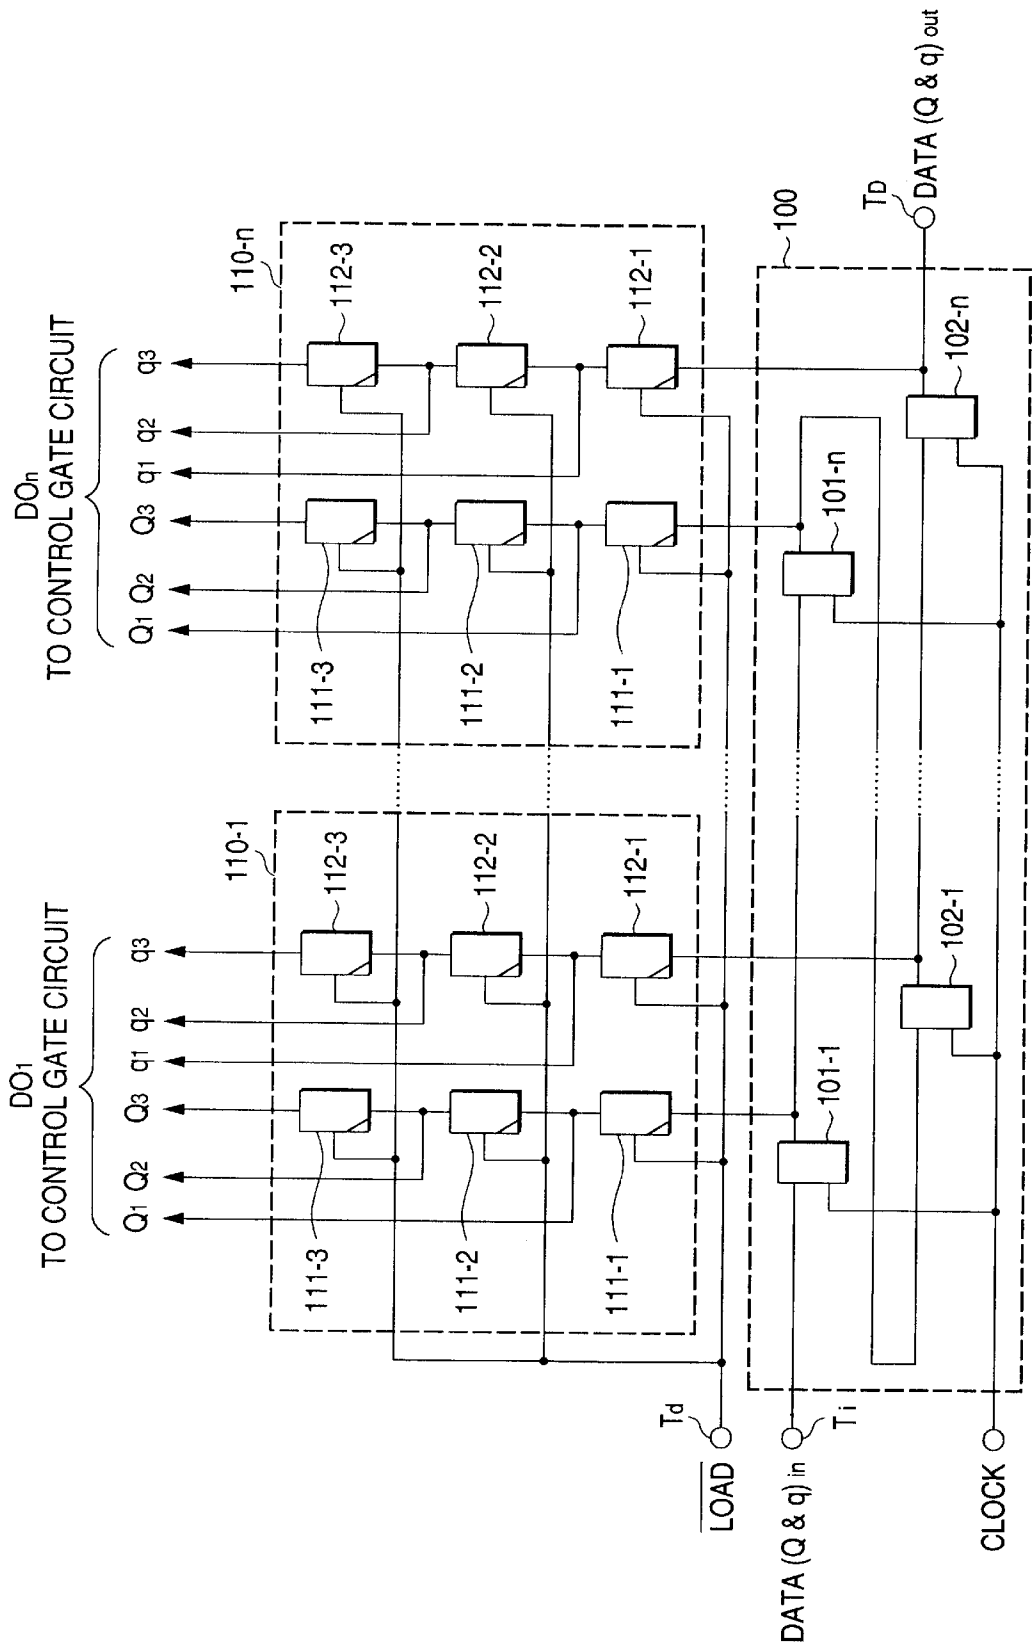 DO1
TO CONTROL GATE CIRCUIT
Q1 Q2 Q3 q1 q2 q3
DOn
TO CONTROL GATE CIRCUIT
Q1 Q2 Q3 q1 q2 q3
110-1
111-3
112-3
111-2
112-2
111-1
112-1
110-n
111-3
112-3
111-2
112-2
111-1
112-1
Td
LOAD
DATA (Q & q) in
Ti
CLOCK
101-1
102-1
101-n
102-n
100
TD
DATA (Q & q) out